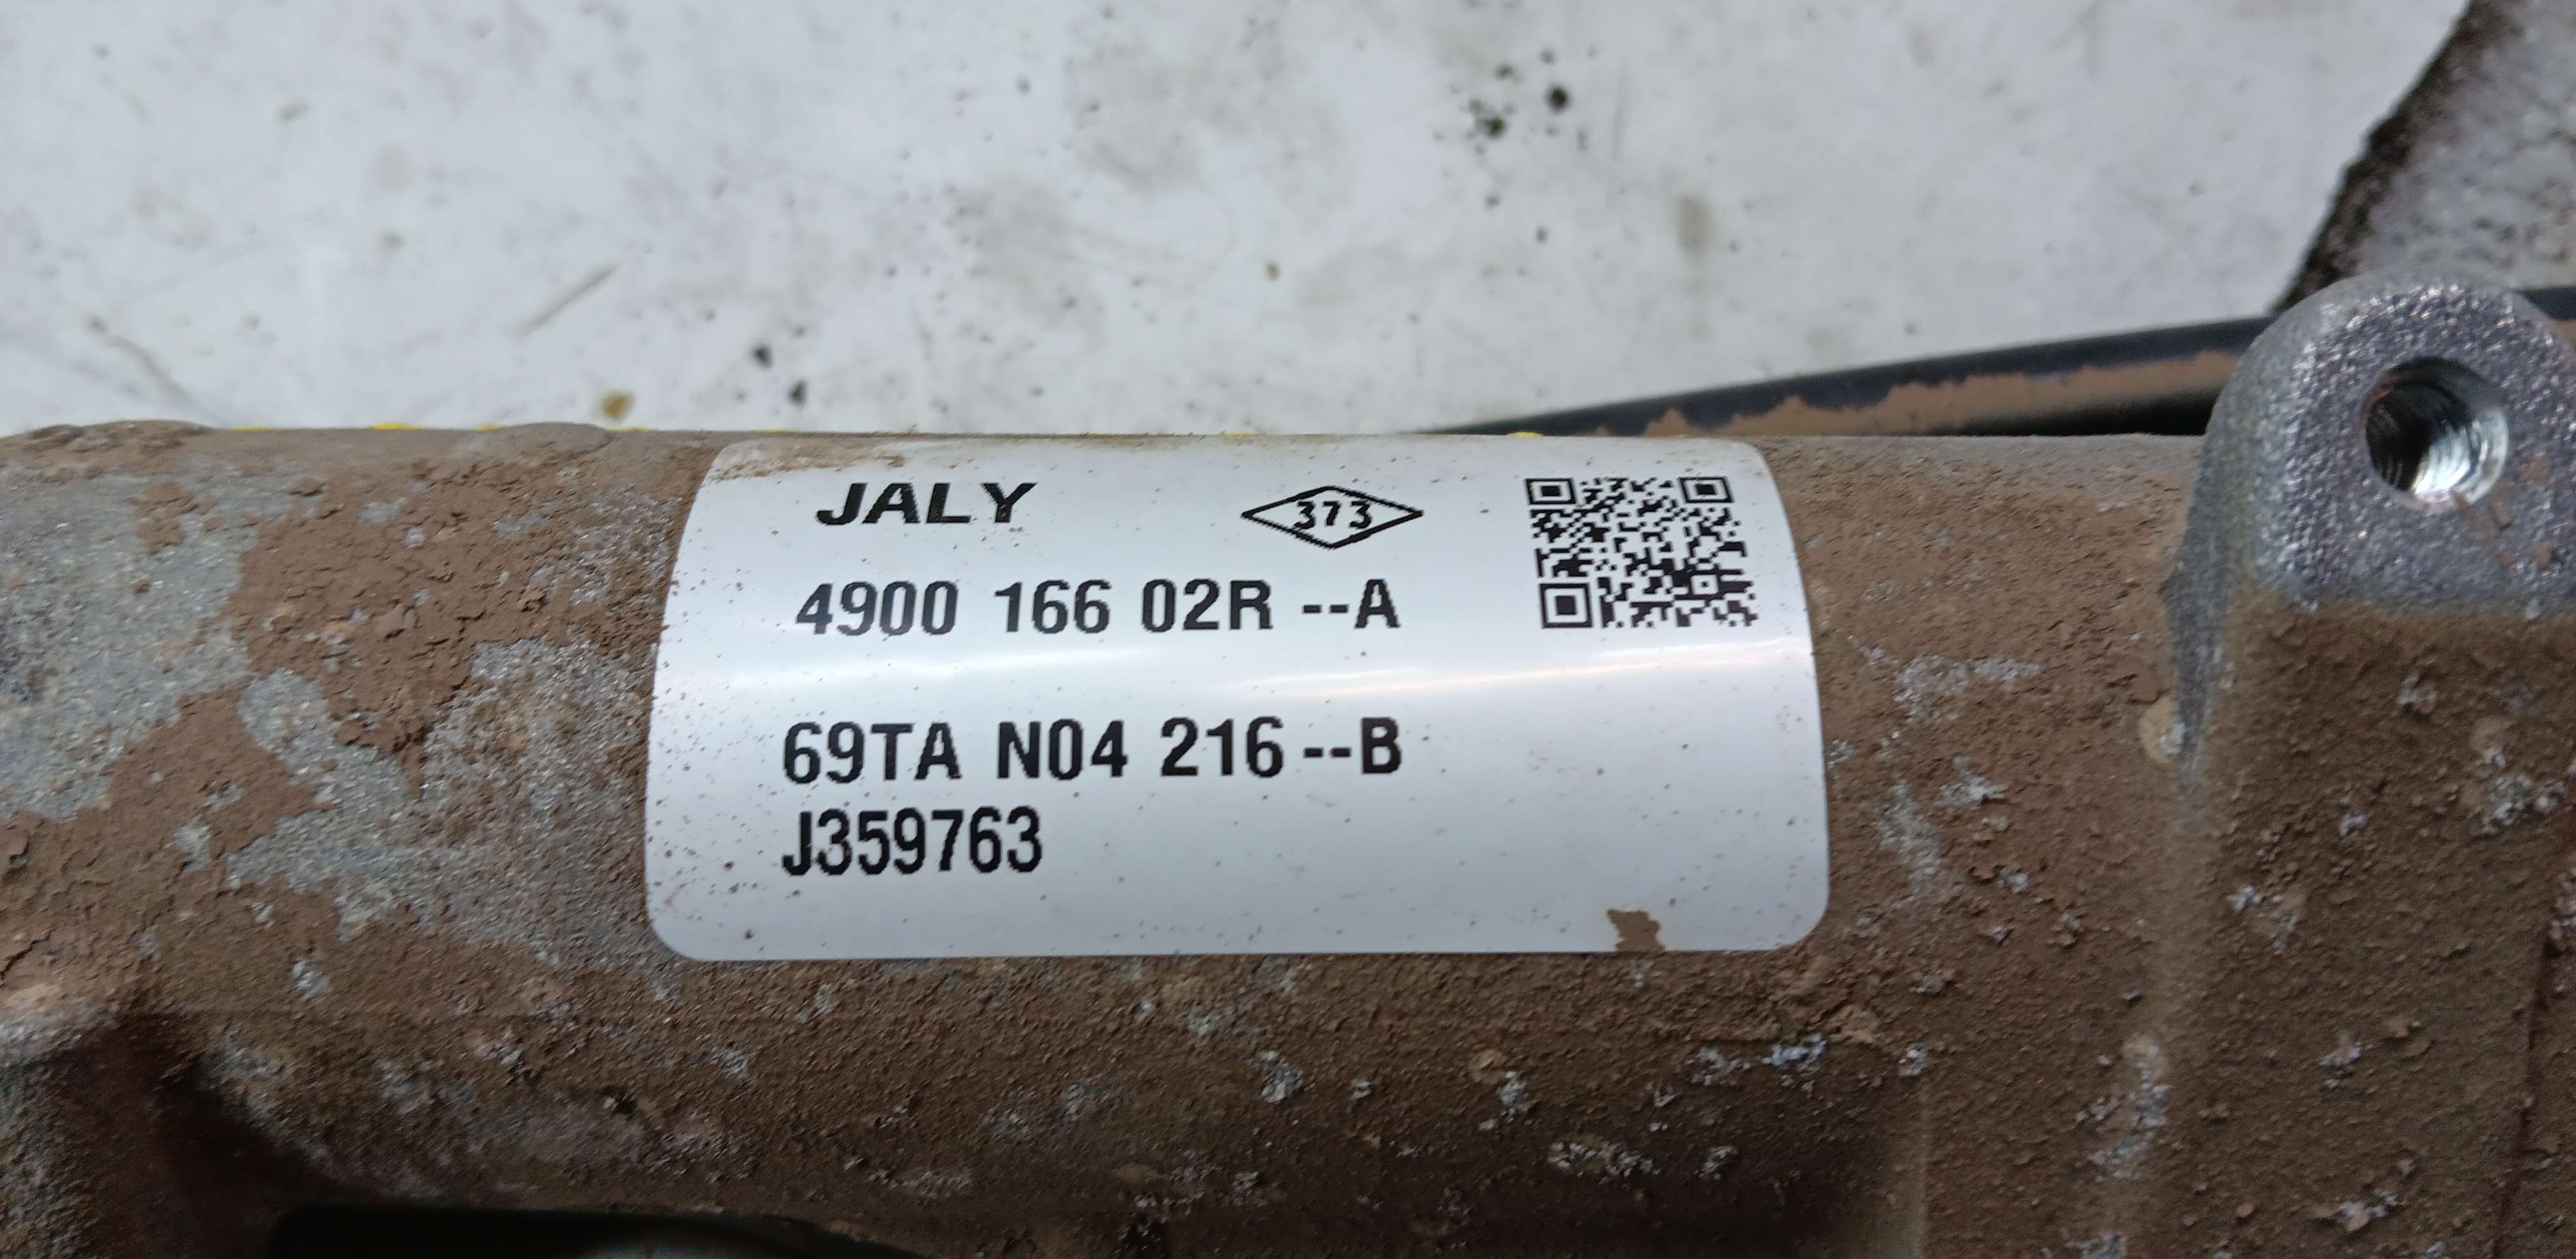 JALY 373
4900 166 02R --A
69TA N04 216--B
J359763